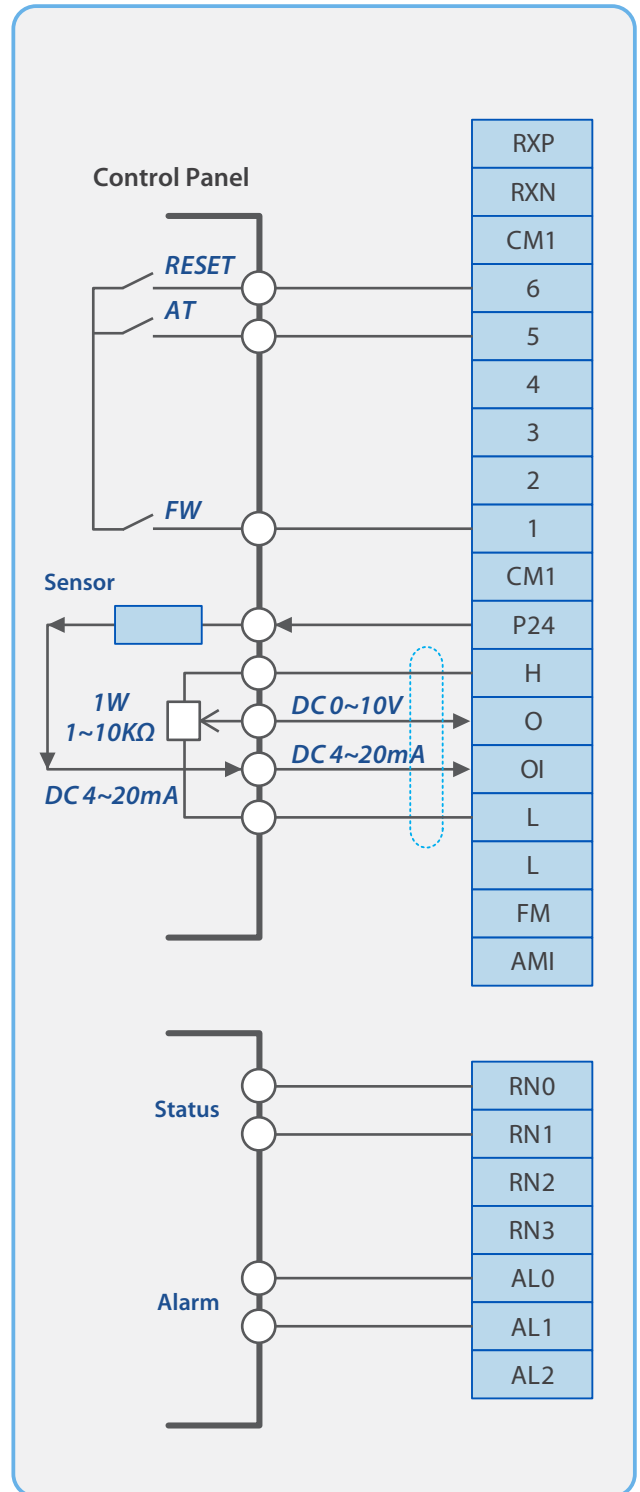 RXP
Control Panel
RXN
CM1
RESET
6
AT
5
4
3
2
FW
1
CM1
Sensor
P24
H
1W
1~10KΩ
DC 0~10V
O
DC 4~20mA
OI
DC 4~20mA
L
L
FM
AMI
RN0
Status
RN1
RN2
RN3
AL0
Alarm
AL1
AL2